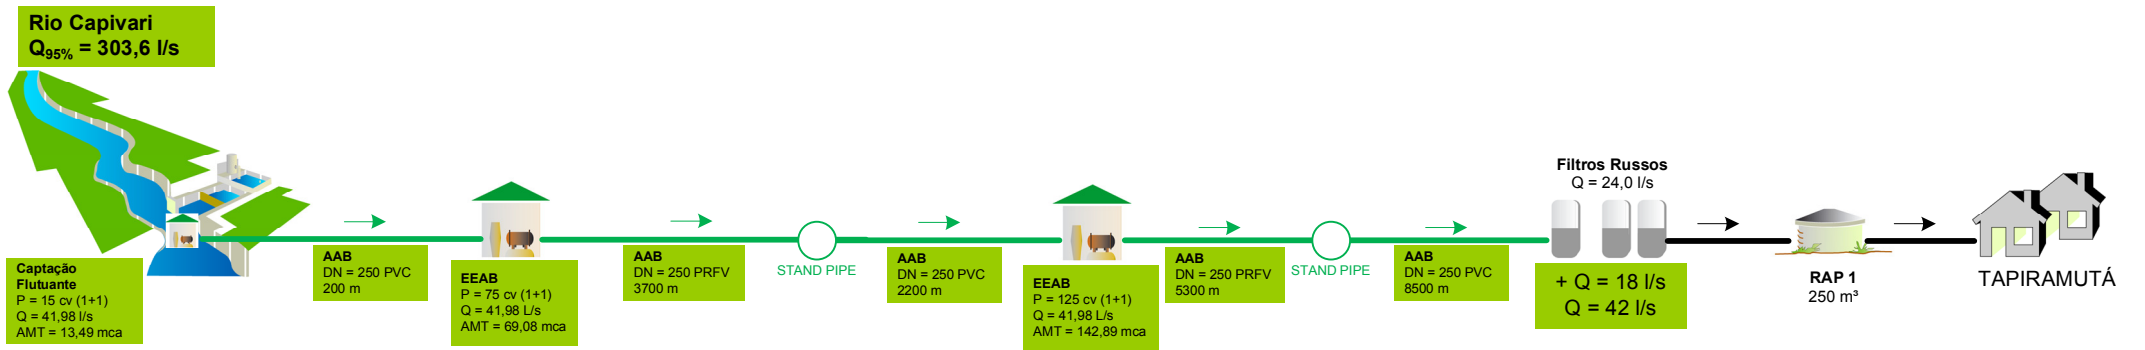 Rio Capivari
Q95% = 303,6 l/s
Captação
Flutuante
P = 15 cv (1+1)
Q = 41,98 l/s
AMT = 13,49 mca
AAB
DN = 250 PVC
200 m
EEAB
P = 75 cv (1+1)
Q = 41,98 L/s
AMT = 69,08 mca
AAB
DN = 250 PRFV
3700 m
STAND PIPE
AAB
DN = 250 PVC
2200 m
EEAB
P = 125 cv (1+1)
Q = 41,98 L/s
AMT = 142,89 mca
AAB
DN = 250 PRFV
5300 m
STAND PIPE
AAB
DN = 250 PVC
8500 m
Filtros Russos
Q = 24,0 l/s
+ Q = 18 l/s
Q = 42 l/s
RAP 1
250 m³
TAPIRAMUTÁ